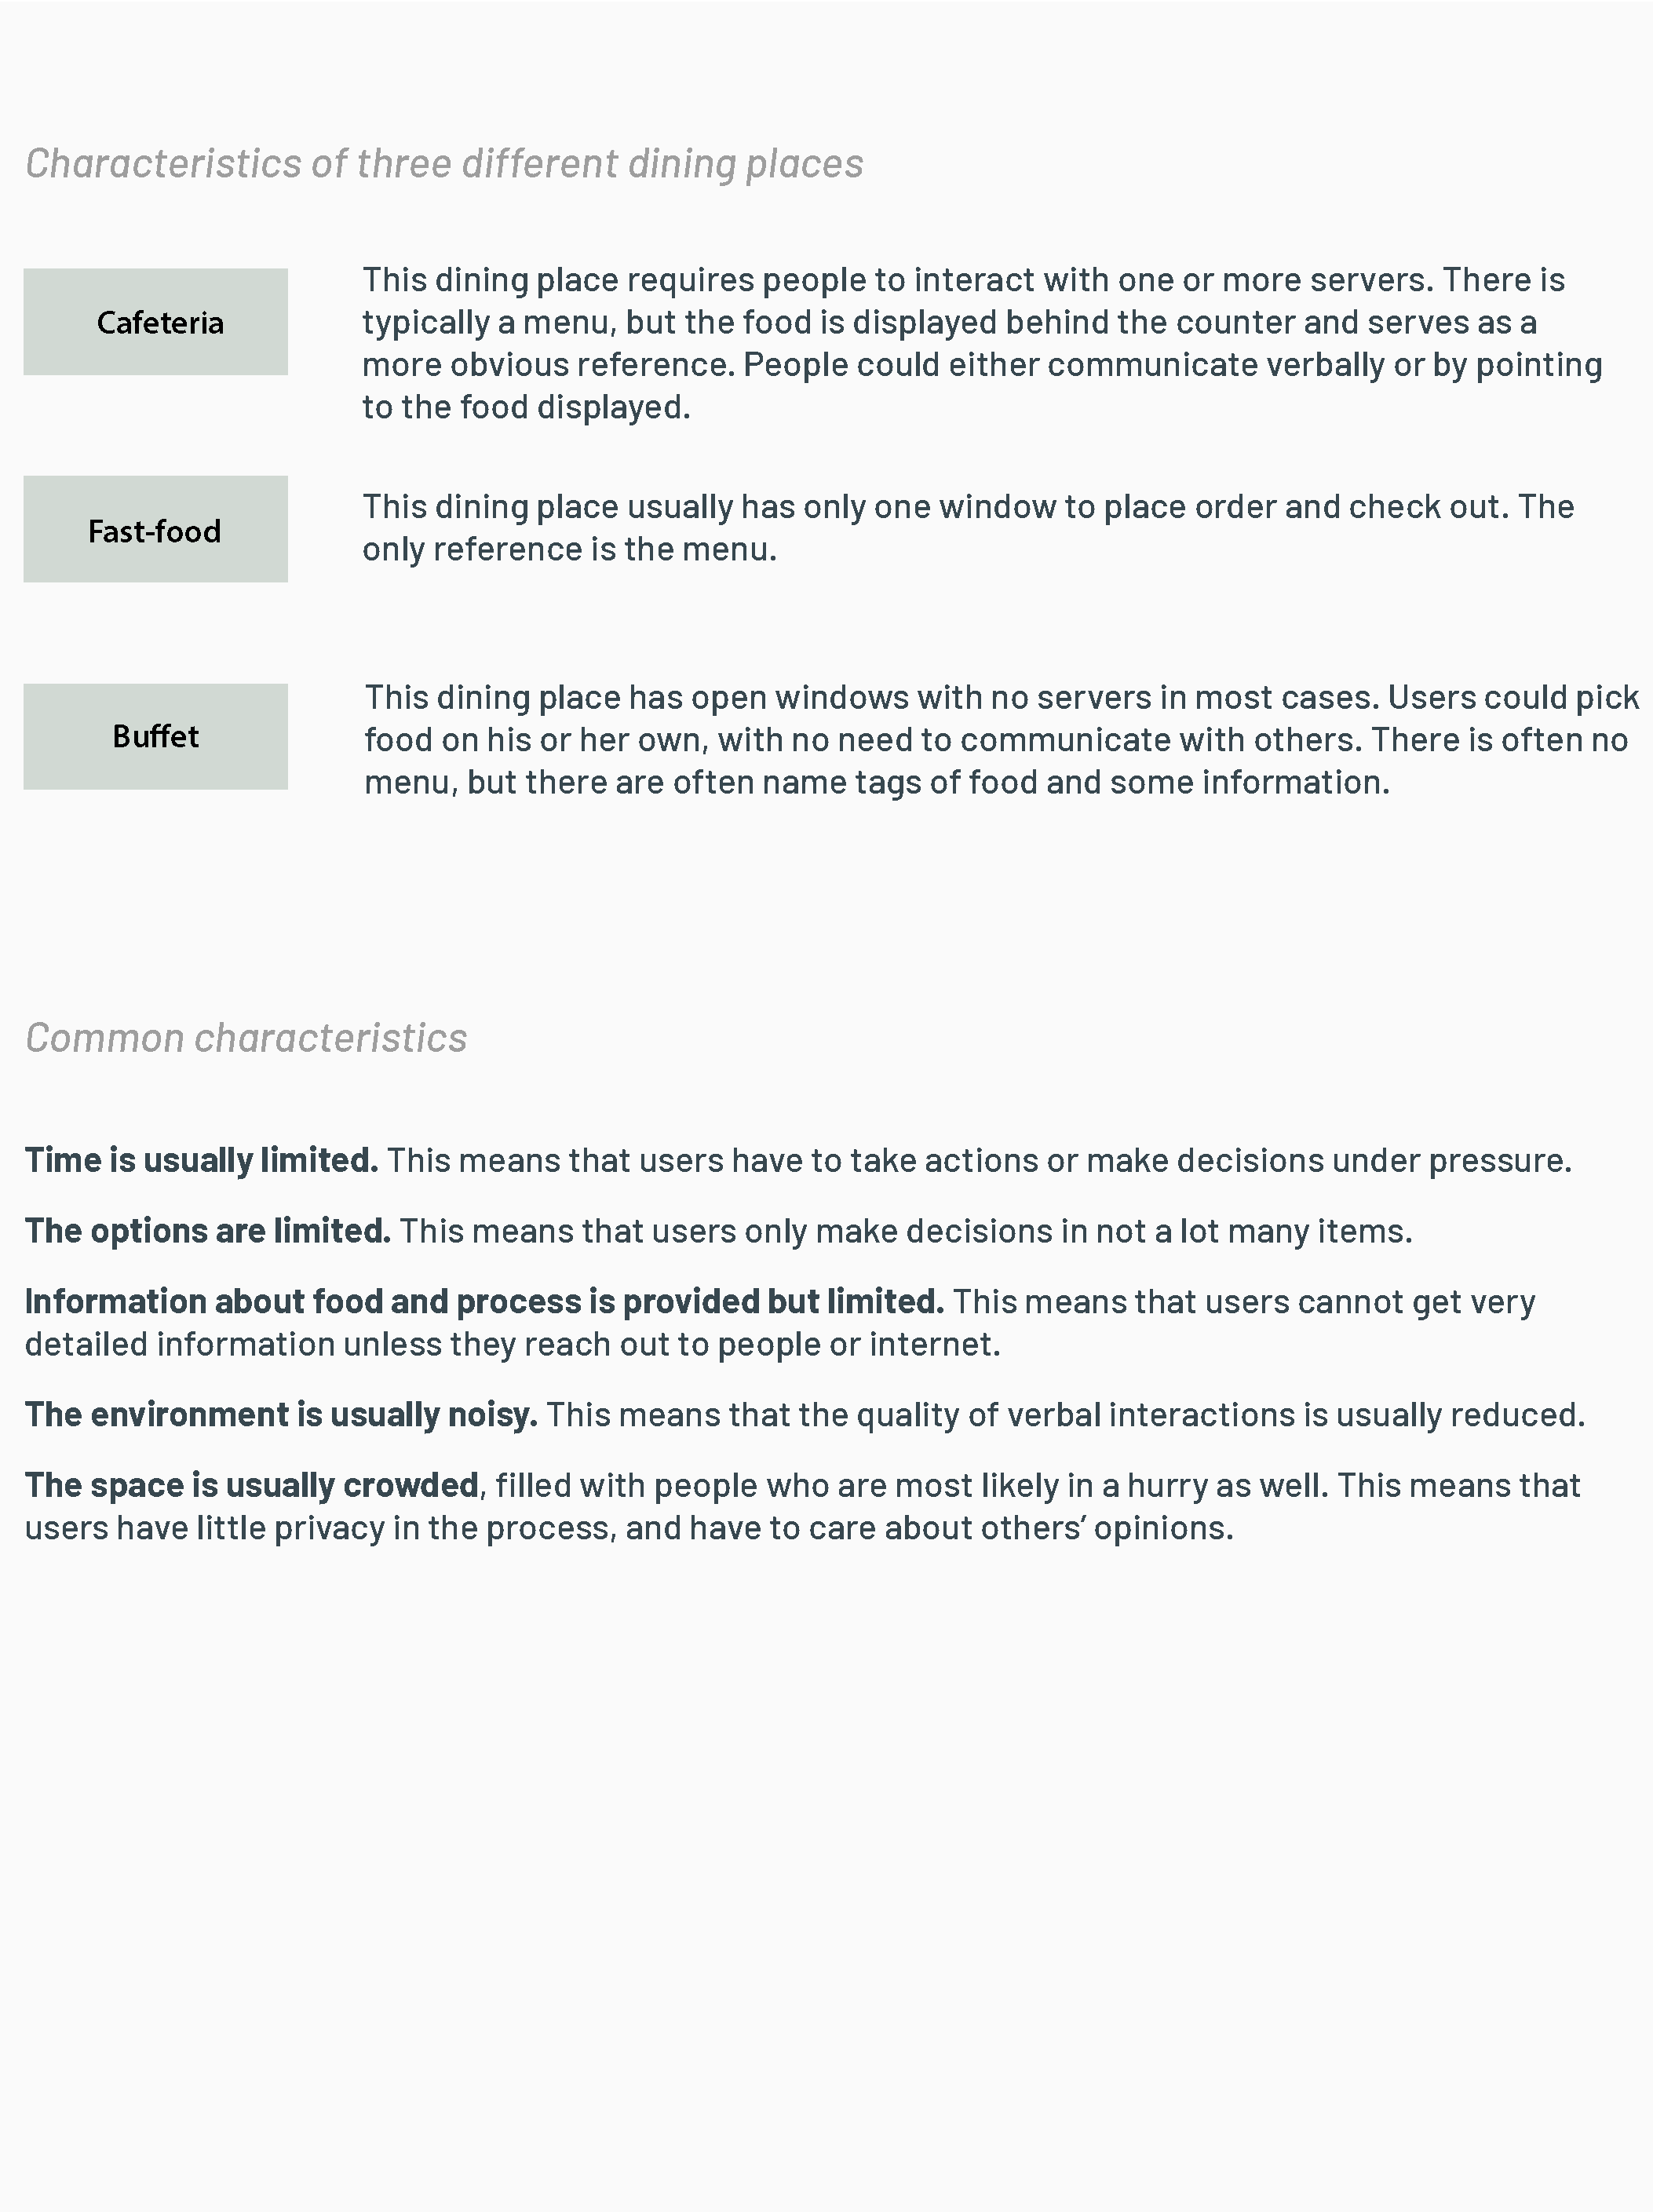 Characteristics of three different dining places
Cafeteria
This dining place requires people to interact with one or more servers. There is
typically a menu, but the food is displayed behind the counter and serves as a
more obvious reference. People could either communicate verbally or by pointing
to the food displayed.
Fast-food
This dining place usually has only one window to place order and check out. The
only reference is the menu.
Buffet
This dining place has open windows with no servers in most cases. Users could pick
food on his or her own, with no need to communicate with others. There is often no
menu, but there are often name tags of food and some information.
Common characteristics
Time is usually limited. This means that users have to take actions or make decisions under pressure.
The options are limited. This means that users only make decisions in not a lot many items.
Information about food and process is provided but limited. This means that users cannot get very
detailed information unless they reach out to people or internet.
The environment is usually noisy. This means that the quality of verbal interactions is usually reduced.
The space is usually crowded, filled with people who are most likely in a hurry as well. This means that
users have little privacy in the process, and have to care about others’ opinions.